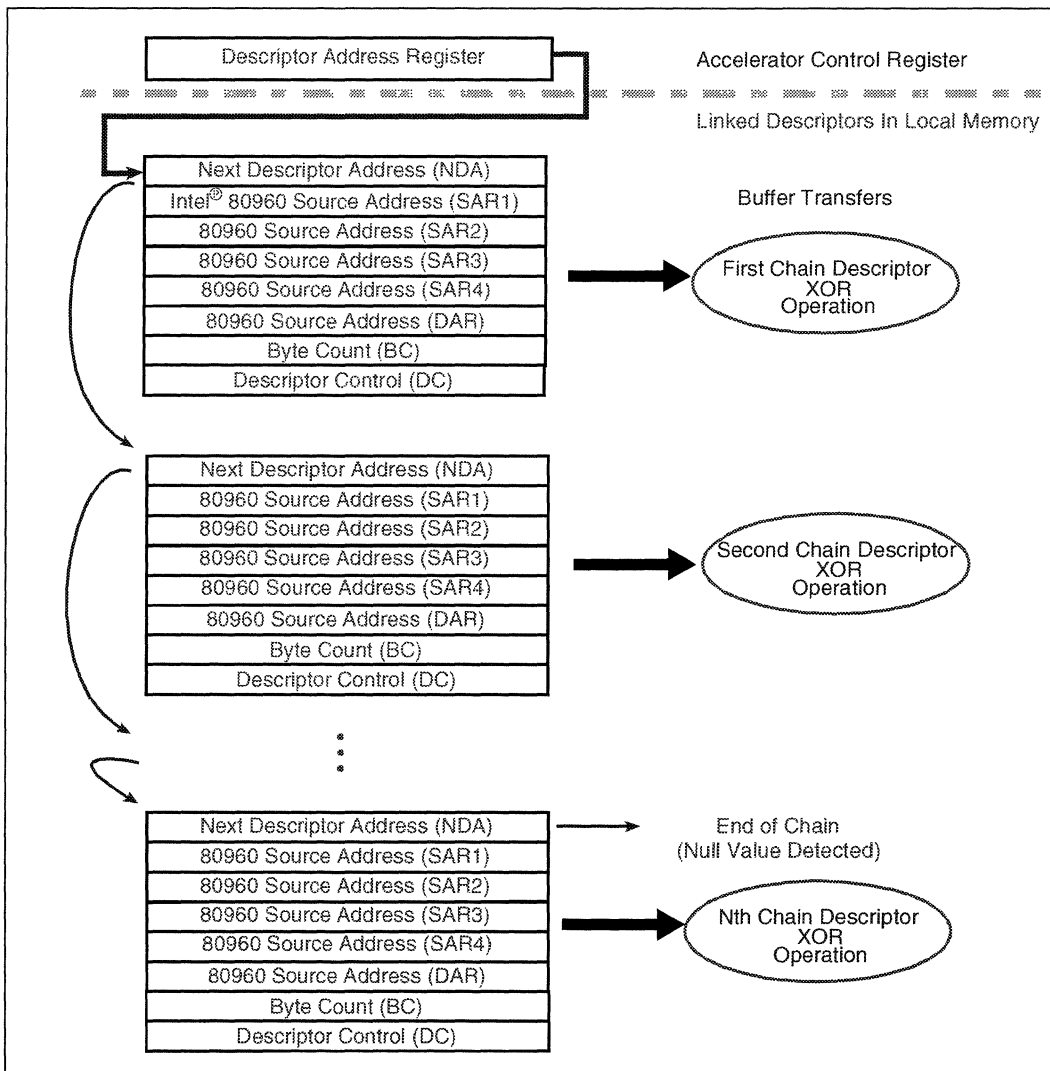 Descriptor Address Register
Accelerator Control Register
Linked Descriptors In Local Memory
Next Descriptor Address (NDA)
Intel® 80960 Source Address (SAR1)
80960 Source Address (SAR2)
80960 Source Address (SAR3)
80960 Source Address (SAR4)
80960 Source Address (DAR)
Byte Count (BC)
Descriptor Control (DC)
Buffer Transfers
First Chain Descriptor
XOR
Operation
Next Descriptor Address (NDA)
80960 Source Address (SAR1)
80960 Source Address (SAR2)
80960 Source Address (SAR3)
80960 Source Address (SAR4)
80960 Source Address (DAR)
Byte Count (BC)
Descriptor Control (DC)
Second Chain Descriptor
XOR
Operation
Next Descriptor Address (NDA)
80960 Source Address (SAR1)
80960 Source Address (SAR2)
80960 Source Address (SAR3)
80960 Source Address (SAR4)
80960 Source Address (DAR)
Byte Count (BC)
Descriptor Control (DC)
End of Chain
(Null Value Detected)
Nth Chain Descriptor
XOR
Operation